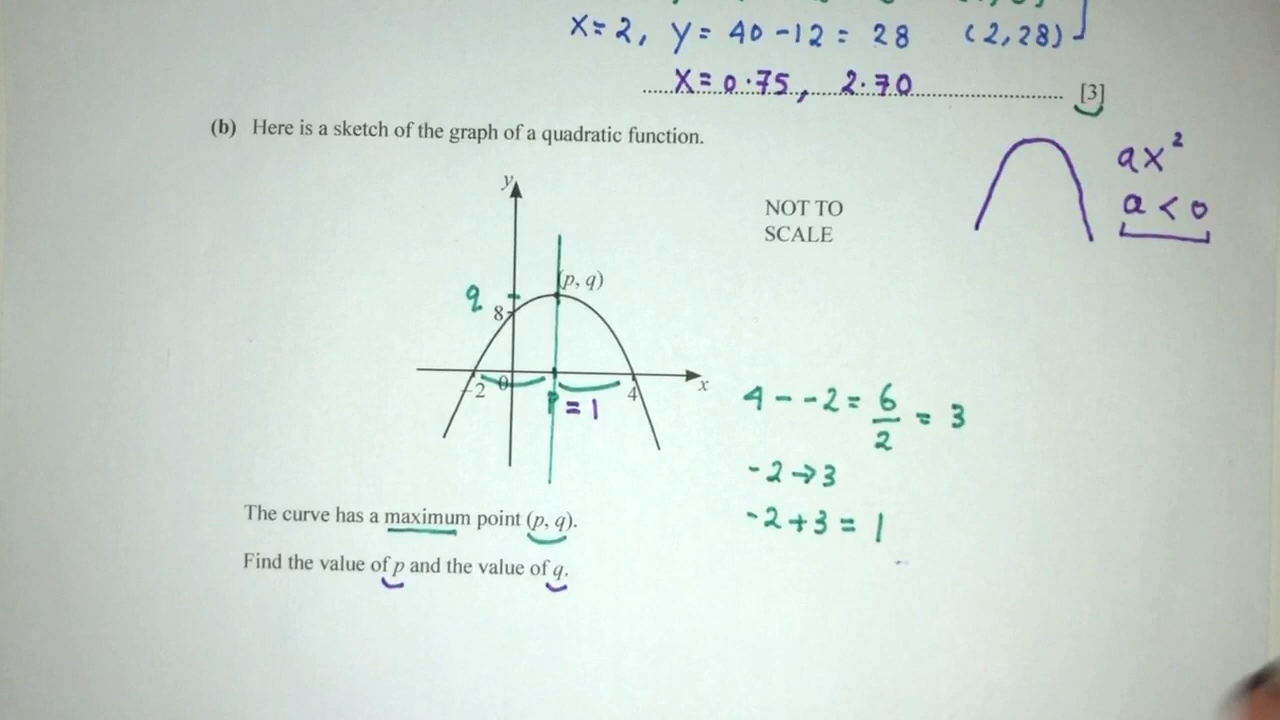 x=2, y= 40-12 = 28 (2,28)
x=0.75, 2.70 [3]
(b) Here is a sketch of the graph of a quadratic function.
ax²
a < 0
NOT TO
SCALE
y
(p, q)
q
8
-2 0 4 x
P = 1
4 - -2 = 6/2 = 3
-2 → 3
-2+3 = 1
The curve has a maximum point (p, q).
Find the value of p and the value of q.